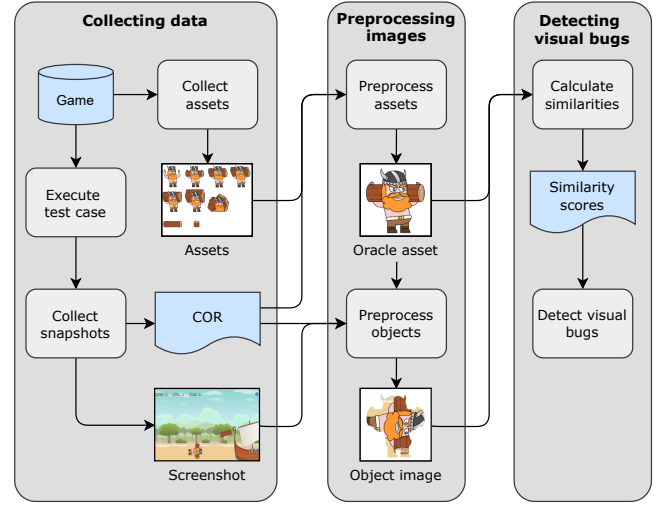 Collecting data
Game
Collect
assets
Execute
test case
Assets
Collect
snapshots
COR
Screenshot
Preprocessing
images
Preprocess
assets
Oracle asset
Preprocess
objects
Object image
Detecting
visual bugs
Calculate
similarities
Similarity
scores
Detect visual
bugs